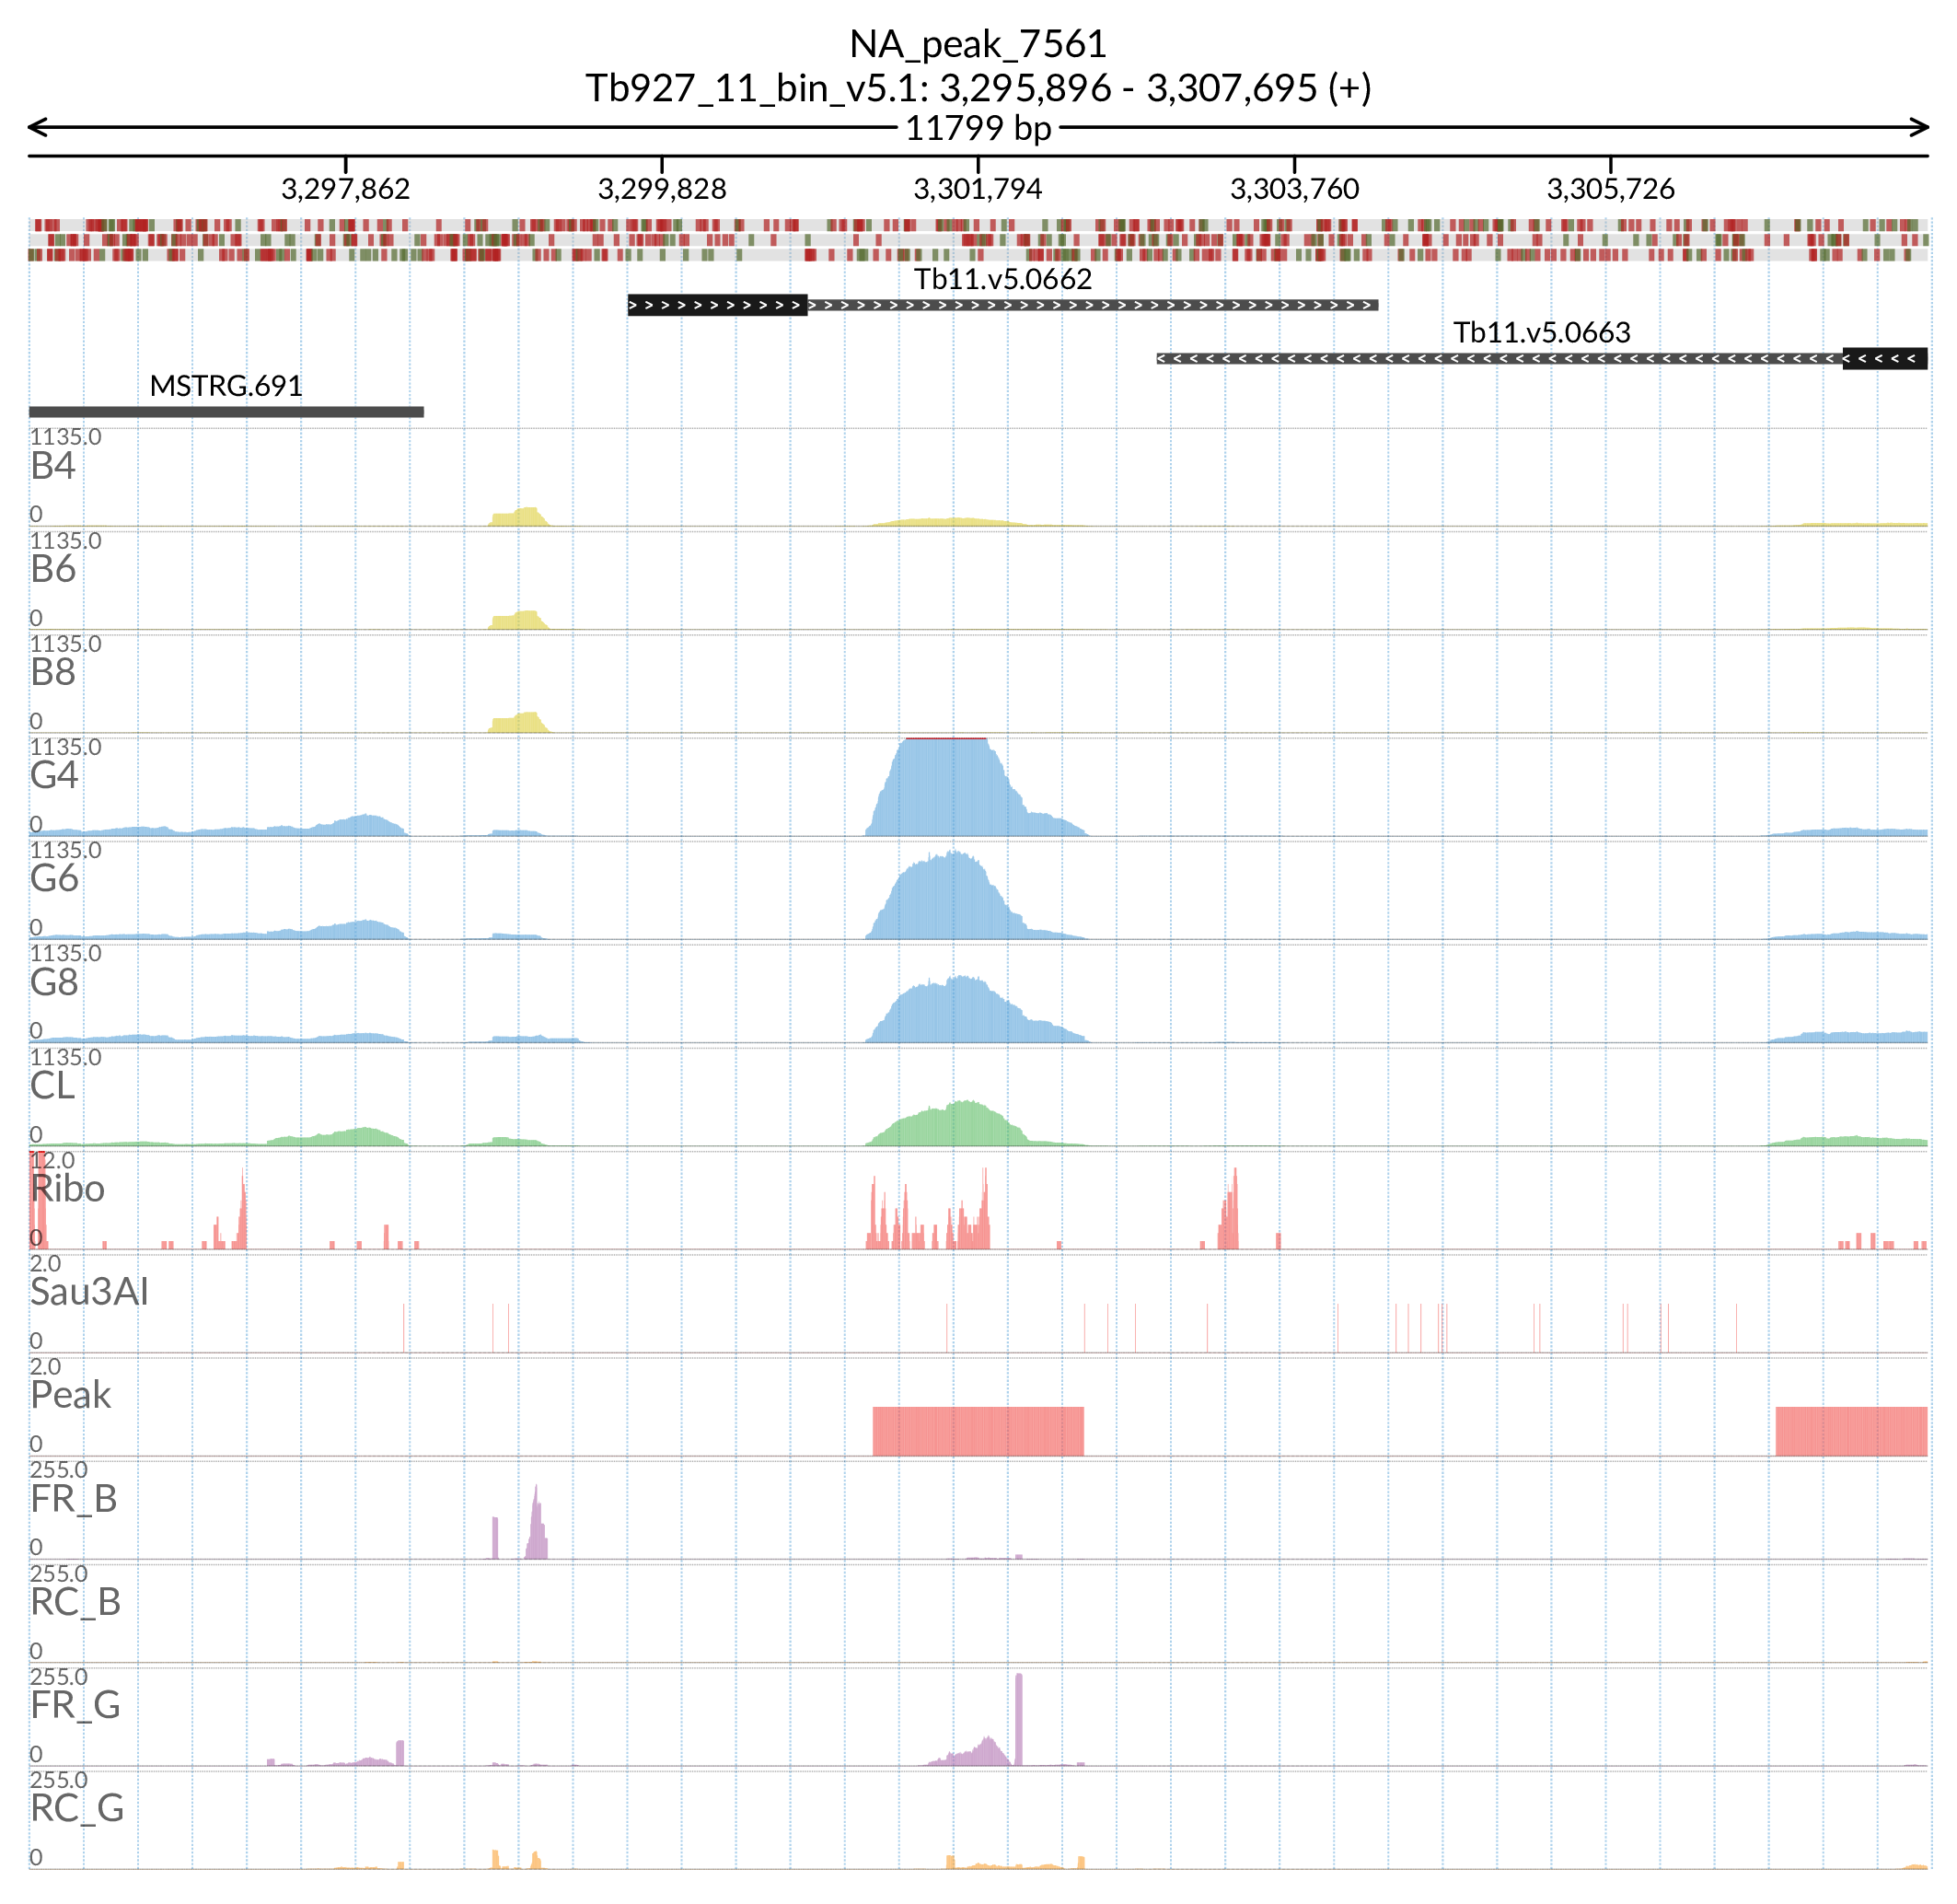 NA_peak_7561
Tb927_11_bin_v5.1: 3,295,896 - 3,307,695 (+)
11799 bp
3,297,862 3,299,828 3,301,794 3,303,760 3,305,726
Tb11.v5.0662
Tb11.v5.0663
MSTRG.691
1135.0
B4
0
1135.0
B6
0
1135.0
B8
0
1135.0
G4
0
1135.0
G6
0
1135.0
G8
0
1135.0
CL
0
12.0
Ribo
0
2.0
Sau3AI
0
2.0
Peak
0
255.0
FR_B
0
255.0
RC_B
0
255.0
FR_G
0
255.0
RC_G
0